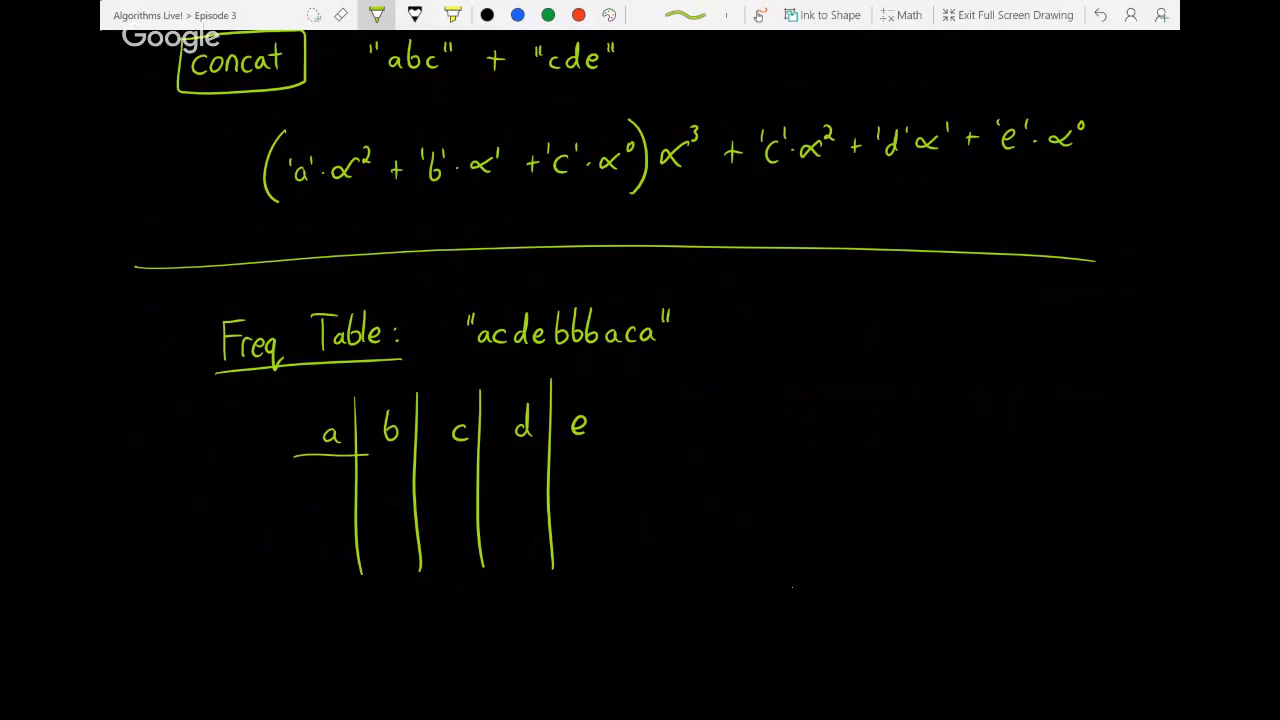 Algorithms Live! > Episode 3
Ink to Shape
Math
Exit Full Screen Drawing
Google
concat "abc" + "cde"
('a'·α² + 'b'·α¹ + 'c'·α⁰)α³ + 'c'·α² + 'd'α¹ + 'e'·α⁰
Freq Table: "acdebbbaca"
a b c d e